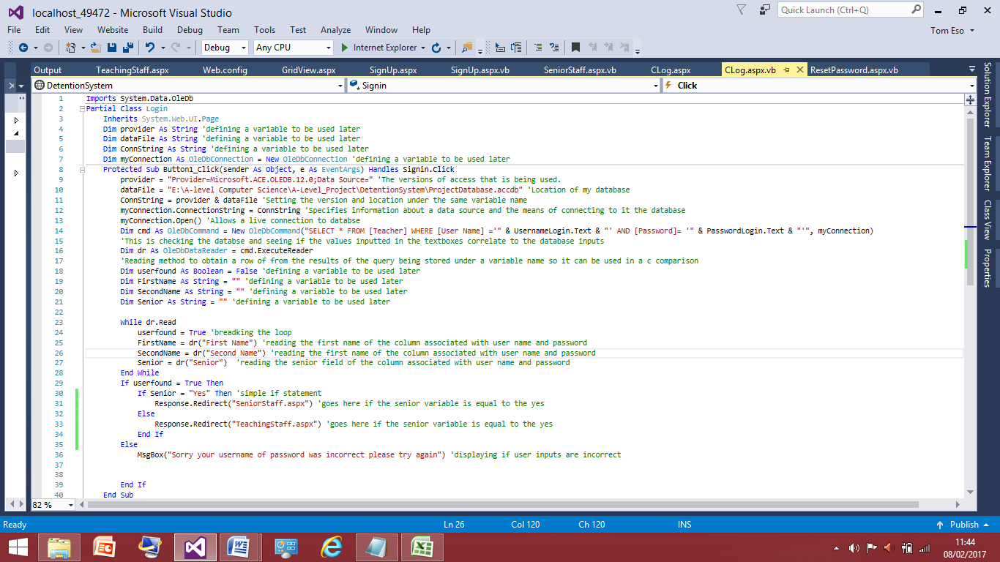 localhost_49472 - Microsoft Visual Studio
Quick Launch (Ctrl+Q)
File Edit View Website Build Debug Team Tools Test Analyze Window Help
Tom Eso
Debug Any CPU Internet Explorer
Output TeachingStaff.aspx Web.config GridView.aspx SignUp.aspx SignUp.aspx.vb SeniorStaff.aspx.vb CLog.aspx CLog.aspx.vb ResetPassword.aspx.vb
DetentionSystem Signin Click
1 Imports System.Data.OleDb
2 Partial Class Login
3 Inherits System.Web.UI.Page
4 Dim provider As String 'defining a variable to be used later
5 Dim dataFile As String 'defining a variable to be used later
6 Dim ConnString As String 'defining a variable to be used later
7 Dim myConnection As OleDbConnection = New OleDbConnection 'defining a variable to be used later
8 Protected Sub Button1_Click(sender As Object, e As EventArgs) Handles Signin.Click
9 provider = "Provider=Microsoft.ACE.OLEDB.12.0;Data Source=" 'The versions of access that is being used.
10 dataFile = "E:\A-level Computer Science\A-Level_Project\DetentionSystem\ProjectDatabase.accdb" 'Location of my database
11 ConnString = provider & dataFile 'Setting the version and location under the same variable name
12 myConnection.ConnectionString = ConnString 'Specifies information about a data source and the means of connecting to it the database
13 myConnection.Open() 'Allows a live connection to databse
14 Dim cmd As OleDbCommand = New OleDbCommand("SELECT * FROM [Teacher] WHERE [User Name] ='" & UsernameLogin.Text & "' AND [Password]= '" & PasswordLogin.Text & "'", myConnection)
15 'This is checking the databse and seeing if the values inputted in the textboxes correlate to the database inputs
16 Dim dr As OleDbDataReader = cmd.ExecuteReader
17 'Reading method to obtain a row of from the results of the query being stored under a variable name so it can be used in a c comparison
18 Dim userfound As Boolean = False 'defining a variable to be used later
19 Dim FirstName As String = "" 'defining a variable to be used later
20 Dim SecondName As String = "" 'defining a variable to be used later
21 Dim Senior As String = "" 'defining a variable to be used later
22
23 While dr.Read
24 userfound = True 'breadking the loop
25 FirstName = dr("First Name") 'reading the first name of the column associated with user name and password
26 SecondName = dr("Second Name") 'reading the first name of the column associated with user name and password
27 Senior = dr("Senior") 'reading the senior field of the column associated with user name and password
28 End While
29 If userfound = True Then
30 If Senior = "Yes" Then 'simple if statement
31 Response.Redirect("SeniorStaff.aspx") 'goes here if the senior variable is equal to the yes
32 Else
33 Response.Redirect("TeachingStaff.aspx") 'goes here if the senior variable is equal to the yes
34 End If
35 Else
36 MsgBox("Sorry your username of password was incorrect please try again") 'displaying if user inputs are incorrect
37
38
39 End If
40 End Sub
82 %
Solution Explorer
Team Explorer
Class View
Properties
Ready Ln 26 Col 120 Ch 120 INS Publish
11:44
08/02/2017